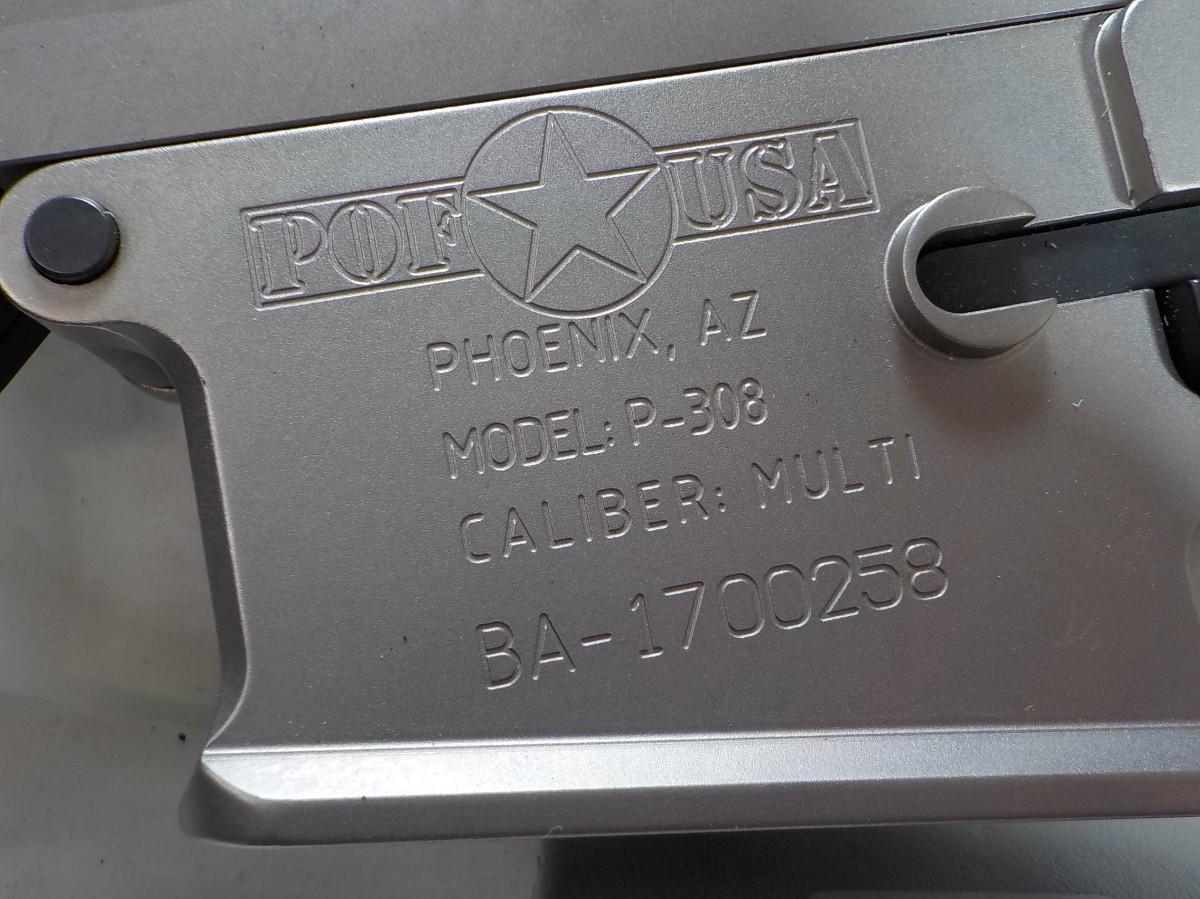 POF USA
PHOENIX, AZ
MODEL: P-308
CALIBER: MULTI
BA-1700258